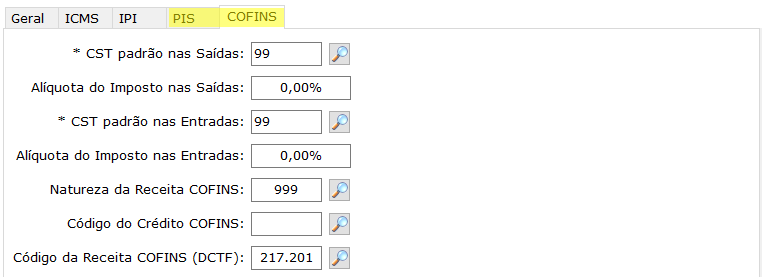 Geral ICMS IPI PIS COFINS
* CST padrão nas Saídas: 99
Alíquota do Imposto nas Saídas: 0,00%
* CST padrão nas Entradas: 99
Alíquota do Imposto nas Entradas: 0,00%
Natureza da Receita COFINS: 999
Código do Crédito COFINS:
Código da Receita COFINS (DCTF): 217.201